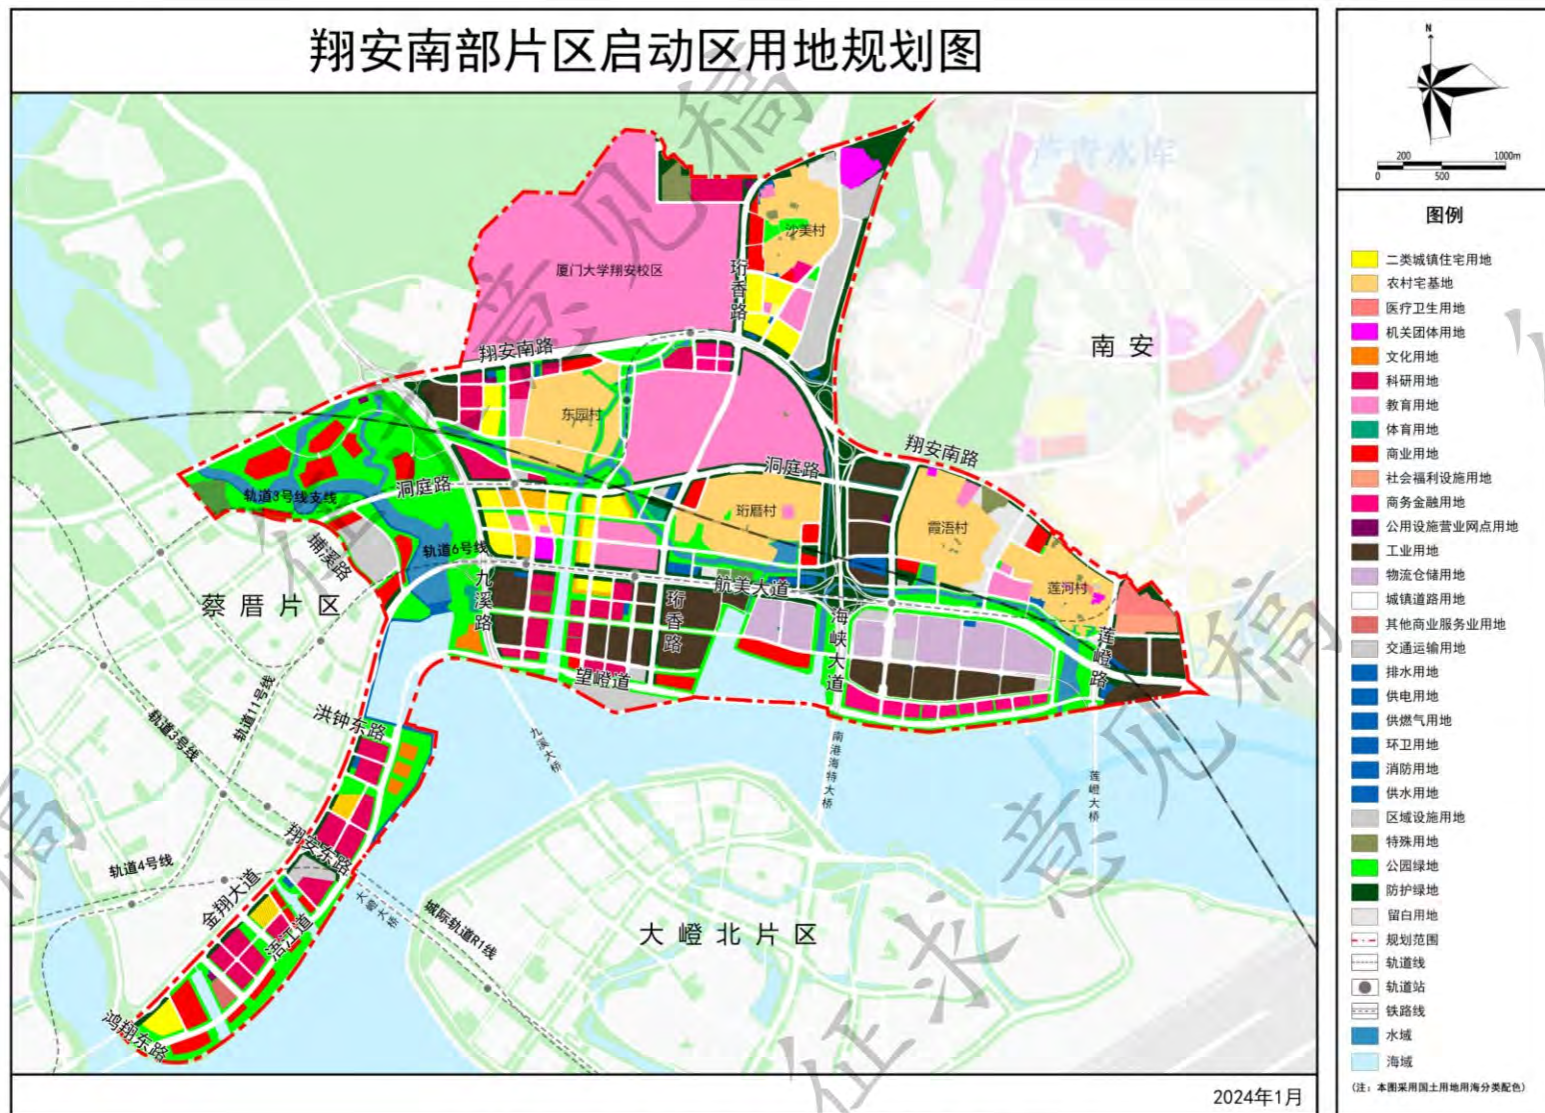 翔安南部片区启动区用地规划图
N
200
1000m
0
500
图例
二类城镇住宅用地
农村宅基地
医疗卫生用地
机关团体用地
文化用地
科研用地
教育用地
体育用地
商业用地
社会福利设施用地
商务金融用地
公用设施营业网点用地
工业用地
物流仓储用地
城镇道路用地
其他商业服务业用地
交通运输用地
排水用地
供电用地
供燃气用地
环卫用地
消防用地
供水用地
区域设施用地
特殊用地
公园绿地
防护绿地
留白用地
规划范围
轨道线
轨道站
铁路线
水域
海域
(注：本图采用国土用地用海分类配色)
沙美村
厦门大学翔安校区
珩香路
翔安南路
南安
东园村
翔安南路
洞庭路
洞庭路
轨道3号线支线
珩厝村
霞浯村
埔溪路
轨道6号线
九溪路
航美大道
莲河村
蔡厝片区
珩香路
海峡大道
莲嶝路
望嶝道
轨道11号线
轨道3号线
洪钟东路
九溪大桥
南港海特大桥
莲嶝大桥
翔安东路
轨道4号线
金翔大道
浯江道
大嶝大桥
城际轨道R1线
大嶝北片区
鸿翔东路
2024年1月
征求意见稿
征求意见稿
稿